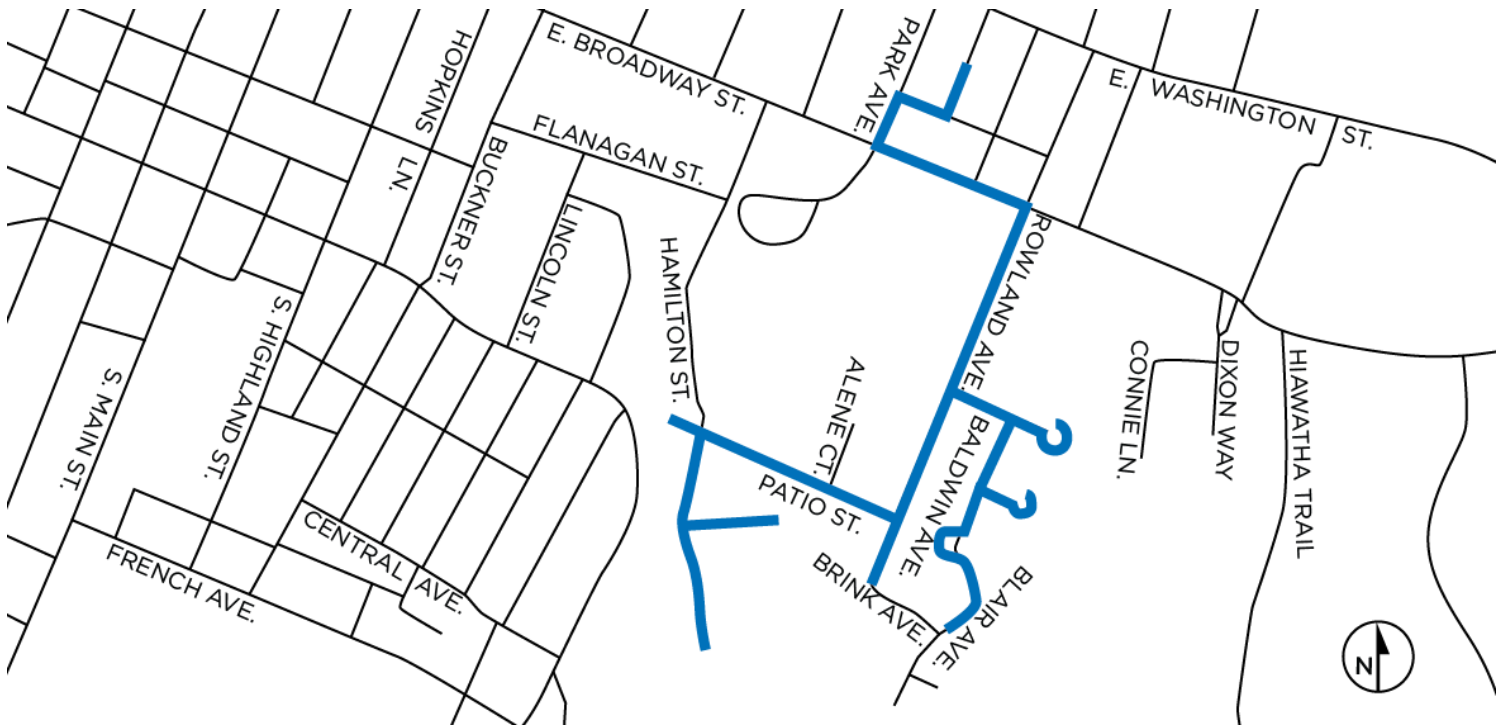 HOPKINS LN.
E. BROADWAY ST.
PARK AVE.
E. WASHINGTON ST.
FLANAGAN ST.
BUCKNER ST.
LINCOLN ST.
HAMILTON ST.
ROWLAND AVE.
S. HIGHLAND ST.
S. MAIN ST.
ALENE CT.
CONNIE LN.
DIXON WAY
HIAWATHA TRAIL
BALDWIN AVE.
PATIO ST.
CENTRAL AVE.
FRENCH AVE.
BRINK AVE.
BLAIR AVE.
N